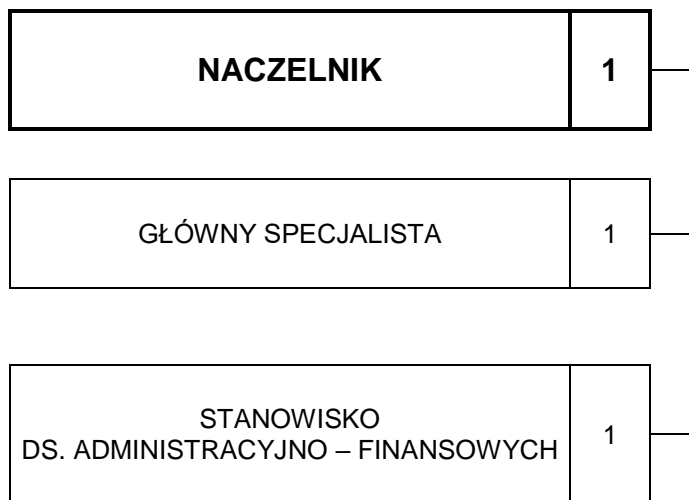 NACZELNIK 1
GŁÓWNY SPECJALISTA 1
STANOWISKO
DS. ADMINISTRACYJNO – FINANSOWYCH 1